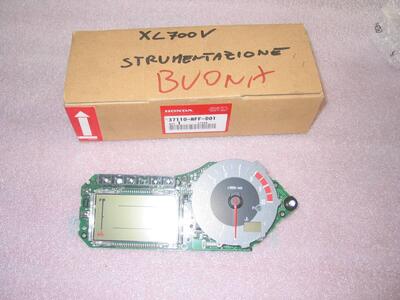 XL700V
STRUMENTAZIONE
BUONA
HONDA
37110-MFF-D01